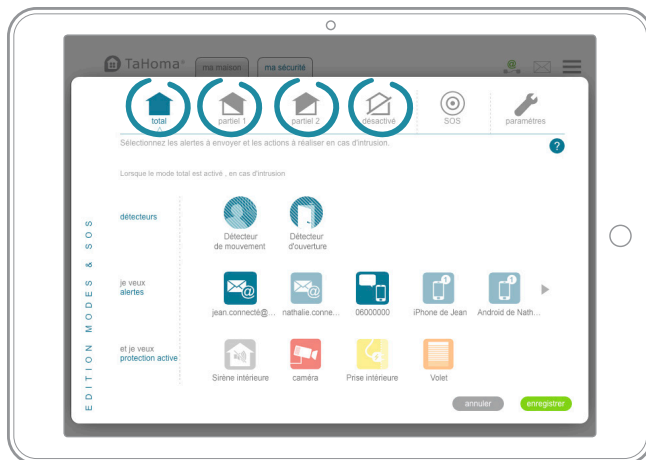 TaHoma®
ma maison
ma sécurité
total
partiel 1
partiel 2
désactivé
SOS
paramètres
Sélectionnez les alertes à envoyer et les actions à réaliser en cas d'intrusion.
?
Lorsque le mode total est activé , en cas d'intrusion
EDITION MODES & SOS
détecteurs
Détecteur
de mouvement
Détecteur
d'ouverture
je veux
alertes
jean.connecté@...
nathalie.conne...
06000000
iPhone de Jean
Android de Nath...
1
1
et je veux
protection active
Sirène intérieure
caméra
Prise intérieure
Volet
annuler
enregistrer